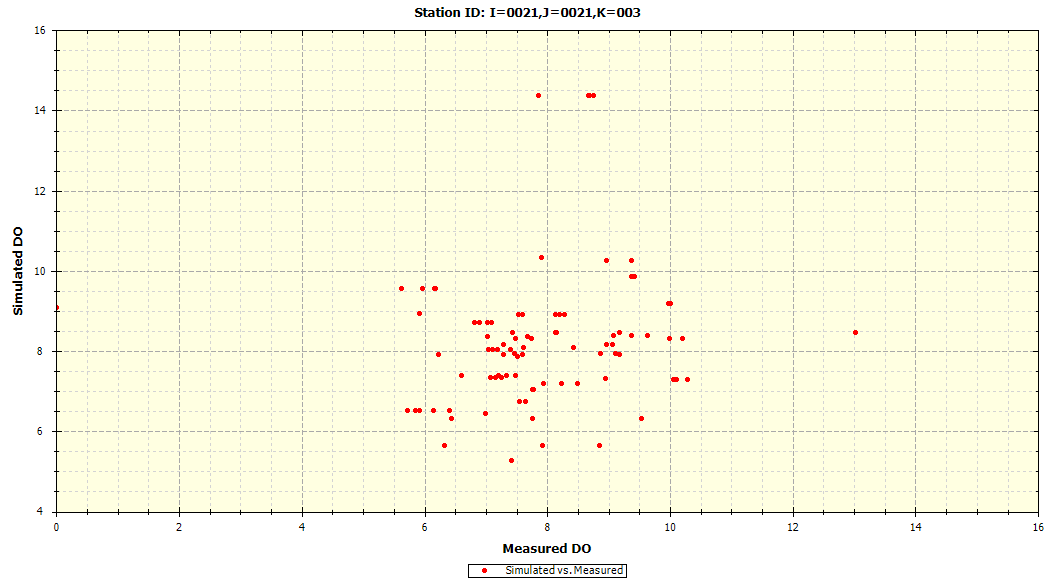 Station ID: I=0021,J=0021,K=003
16
14
12
10
8
6
4
Simulated DO
0 2 4 6 8 10 12 14 16
Measured DO
Simulated vs. Measured